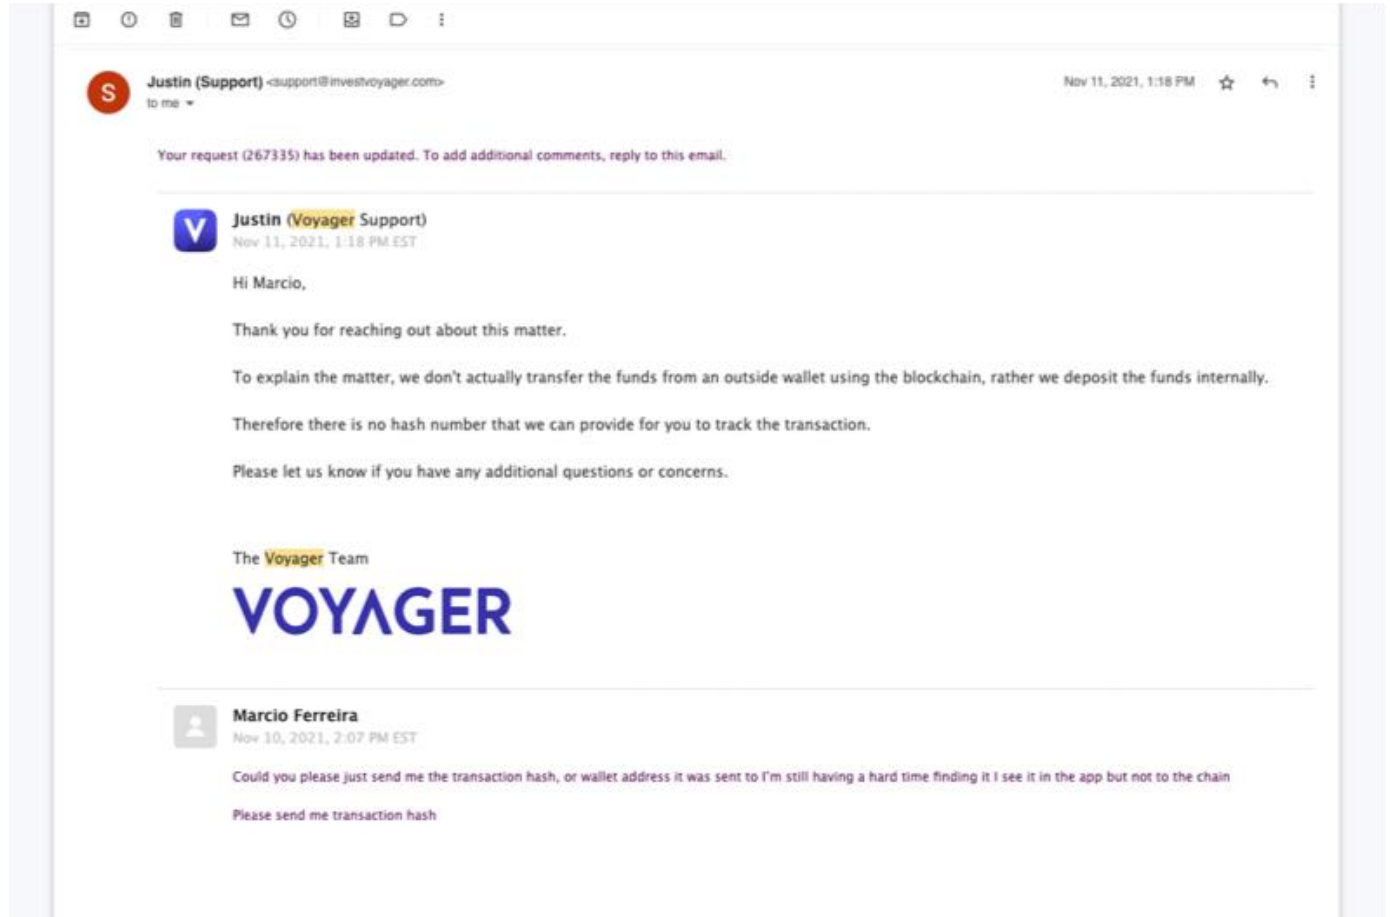 S
Justin (Support) <support@investvoyager.com>
Nov 11, 2021, 1:18 PM
to me
Your request (267335) has been updated. To add additional comments, reply to this email.
V
Justin (Voyager Support)
Nov 11, 2021, 1:18 PM EST
Hi Marcio,
Thank you for reaching out about this matter.
To explain the matter, we don't actually transfer the funds from an outside wallet using the blockchain, rather we deposit the funds internally.
Therefore there is no hash number that we can provide for you to track the transaction.
Please let us know if you have any additional questions or concerns.
The Voyager Team
VOYAGER
Marcio Ferreira
Nov 10, 2021, 2:07 PM EST
Could you please just send me the transaction hash, or wallet address it was sent to I'm still having a hard time finding it I see it in the app but not to the chain
Please send me transaction hash